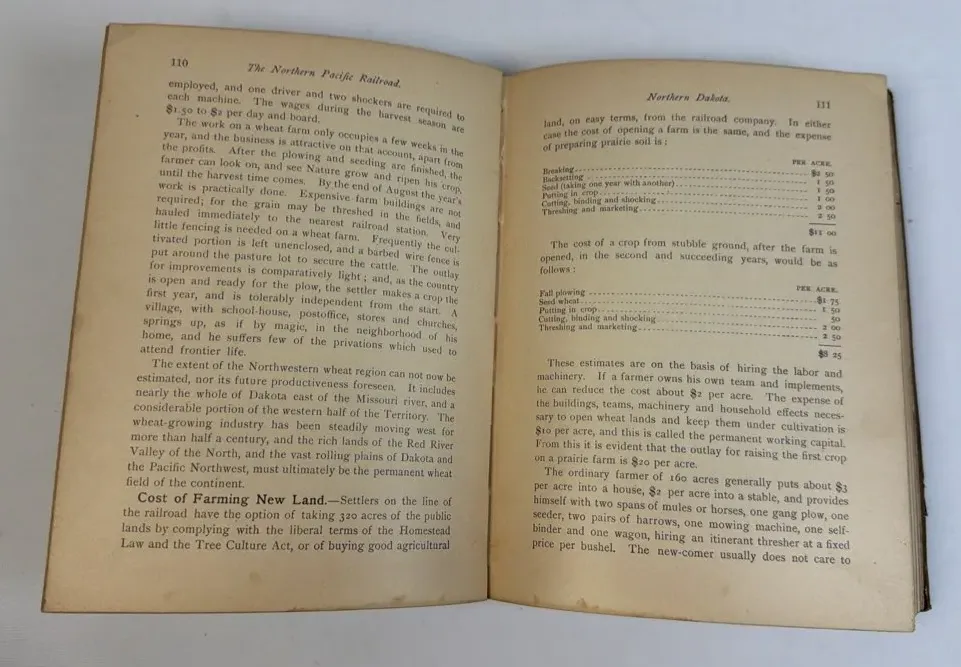 110
The Northern Pacific Railroad.
employed, and one driver and two shockers are required to
each machine. The wages during the harvest season are
$1.50 to $2 per day and board.
The work on a wheat farm only occupies a few weeks in the
year, and the business is attractive on that account, apart from
the profits. After the plowing and seeding are finished, the
farmer can look on, and see Nature grow and ripen his crop,
until the harvest time comes. By the end of August the year's
work is practically done. Expensive farm buildings are not
required; for the grain may be threshed in the fields, and
hauled immediately to the nearest railroad station. Very
little fencing is needed on a wheat farm. Frequently the cul-
tivated portion is left unenclosed, and a barbed wire fence is
put around the pasture lot to secure the cattle. The outlay
for improvements is comparatively light; and, as the country
is open and ready for the plow, the settler makes a crop the
first year, and is tolerably independent from the start. A
village, with school-house, postoffice, stores and churches,
springs up, as if by magic, in the neighborhood of his
home, and he suffers few of the privations which used to
attend frontier life.
The extent of the Northwestern wheat region can not now be
estimated, nor its future productiveness foreseen. It includes
nearly the whole of Dakota east of the Missouri river, and a
considerable portion of the western half of the Territory. The
wheat-growing industry has been steadily moving west for
more than half a century, and the rich lands of the Red River
Valley of the North, and the vast rolling plains of Dakota and
the Pacific Northwest, must ultimately be the permanent wheat
field of the continent.
Cost of Farming New Land.—Settlers on the line of
the railroad have the option of taking 320 acres of the public
lands by complying with the liberal terms of the Homestead
Law and the Tree Culture Act, or of buying good agricultural
Northern Dakota.
111
land, on easy terms, from the railroad company. In either
case the cost of opening a farm is the same, and the expense
of preparing prairie soil is:
PER ACRE.
Breaking $2 50
Backsetting 1 50
Seed (taking one year with another) 1 50
Putting in crop 1 00
Cutting, binding and shocking 2 00
Threshing and marketing 2 50
$11 00
The cost of a crop from stubble ground, after the farm is
opened, in the second and succeeding years, would be as
follows:
PER ACRE.
Fall plowing $1 75
Seed wheat 1 50
Putting in crop 50
Cutting, binding and shocking 2 00
Threshing and marketing 2 50
$8 25
These estimates are on the basis of hiring the labor and
machinery. If a farmer owns his own team and implements,
he can reduce the cost about $2 per acre. The expense of
the buildings, teams, machinery and household effects neces-
sary to open wheat lands and keep them under cultivation is
$10 per acre, and this is called the permanent working capital.
From this it is evident that the outlay for raising the first crop
on a prairie farm is $20 per acre.
The ordinary farmer of 160 acres generally puts about $3
per acre into a house, $2 per acre into a stable, and provides
himself with two spans of mules or horses, one gang plow, one
seeder, two pairs of harrows, one mowing machine, one self-
binder and one wagon, hiring an itinerant thresher at a fixed
price per bushel. The new-comer usually does not care to